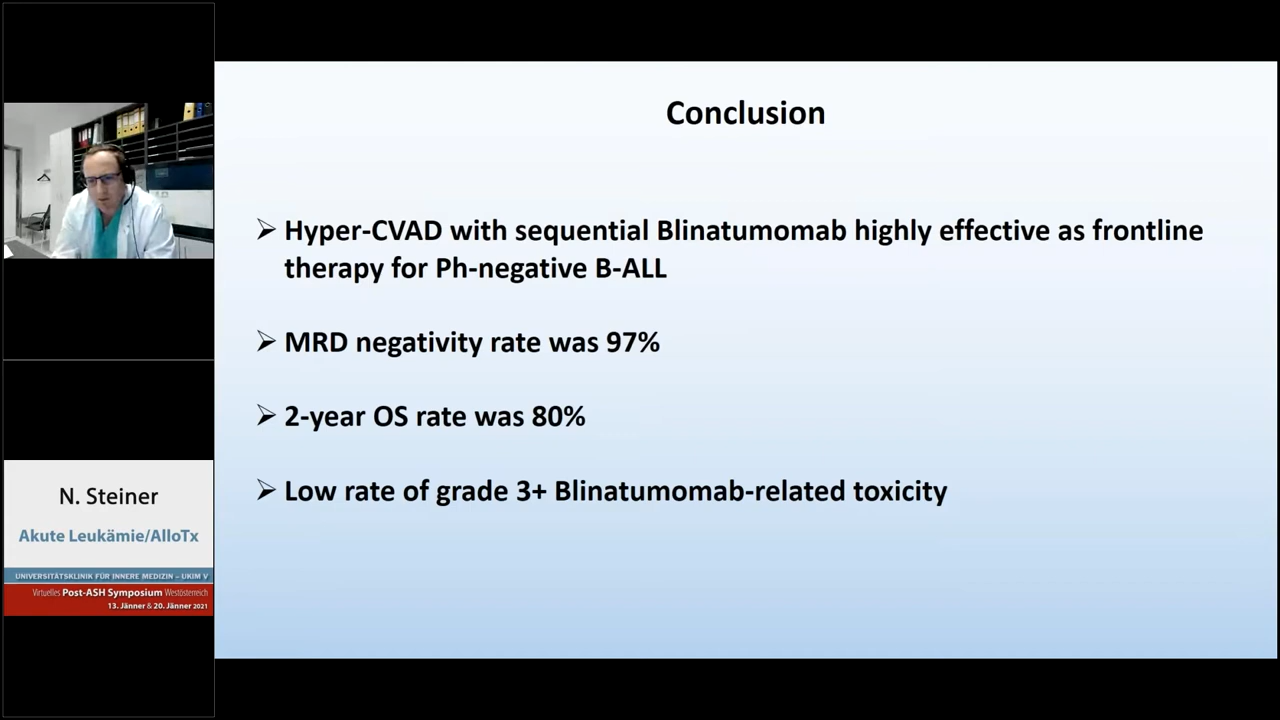 Conclusion
➢ Hyper-CVAD with sequential Blinatumomab highly effective as frontline
therapy for Ph-negative B-ALL
➢ MRD negativity rate was 97%
➢ 2-year OS rate was 80%
➢ Low rate of grade 3+ Blinatumomab-related toxicity
N. Steiner
Akute Leukämie/AlloTx
UNIVERSITÄTSKLINIK FÜR INNERE MEDIZIN – UKIM V
Virtuelles Post-ASH Symposium Westösterreich
13. Jänner & 20. Jänner 2021